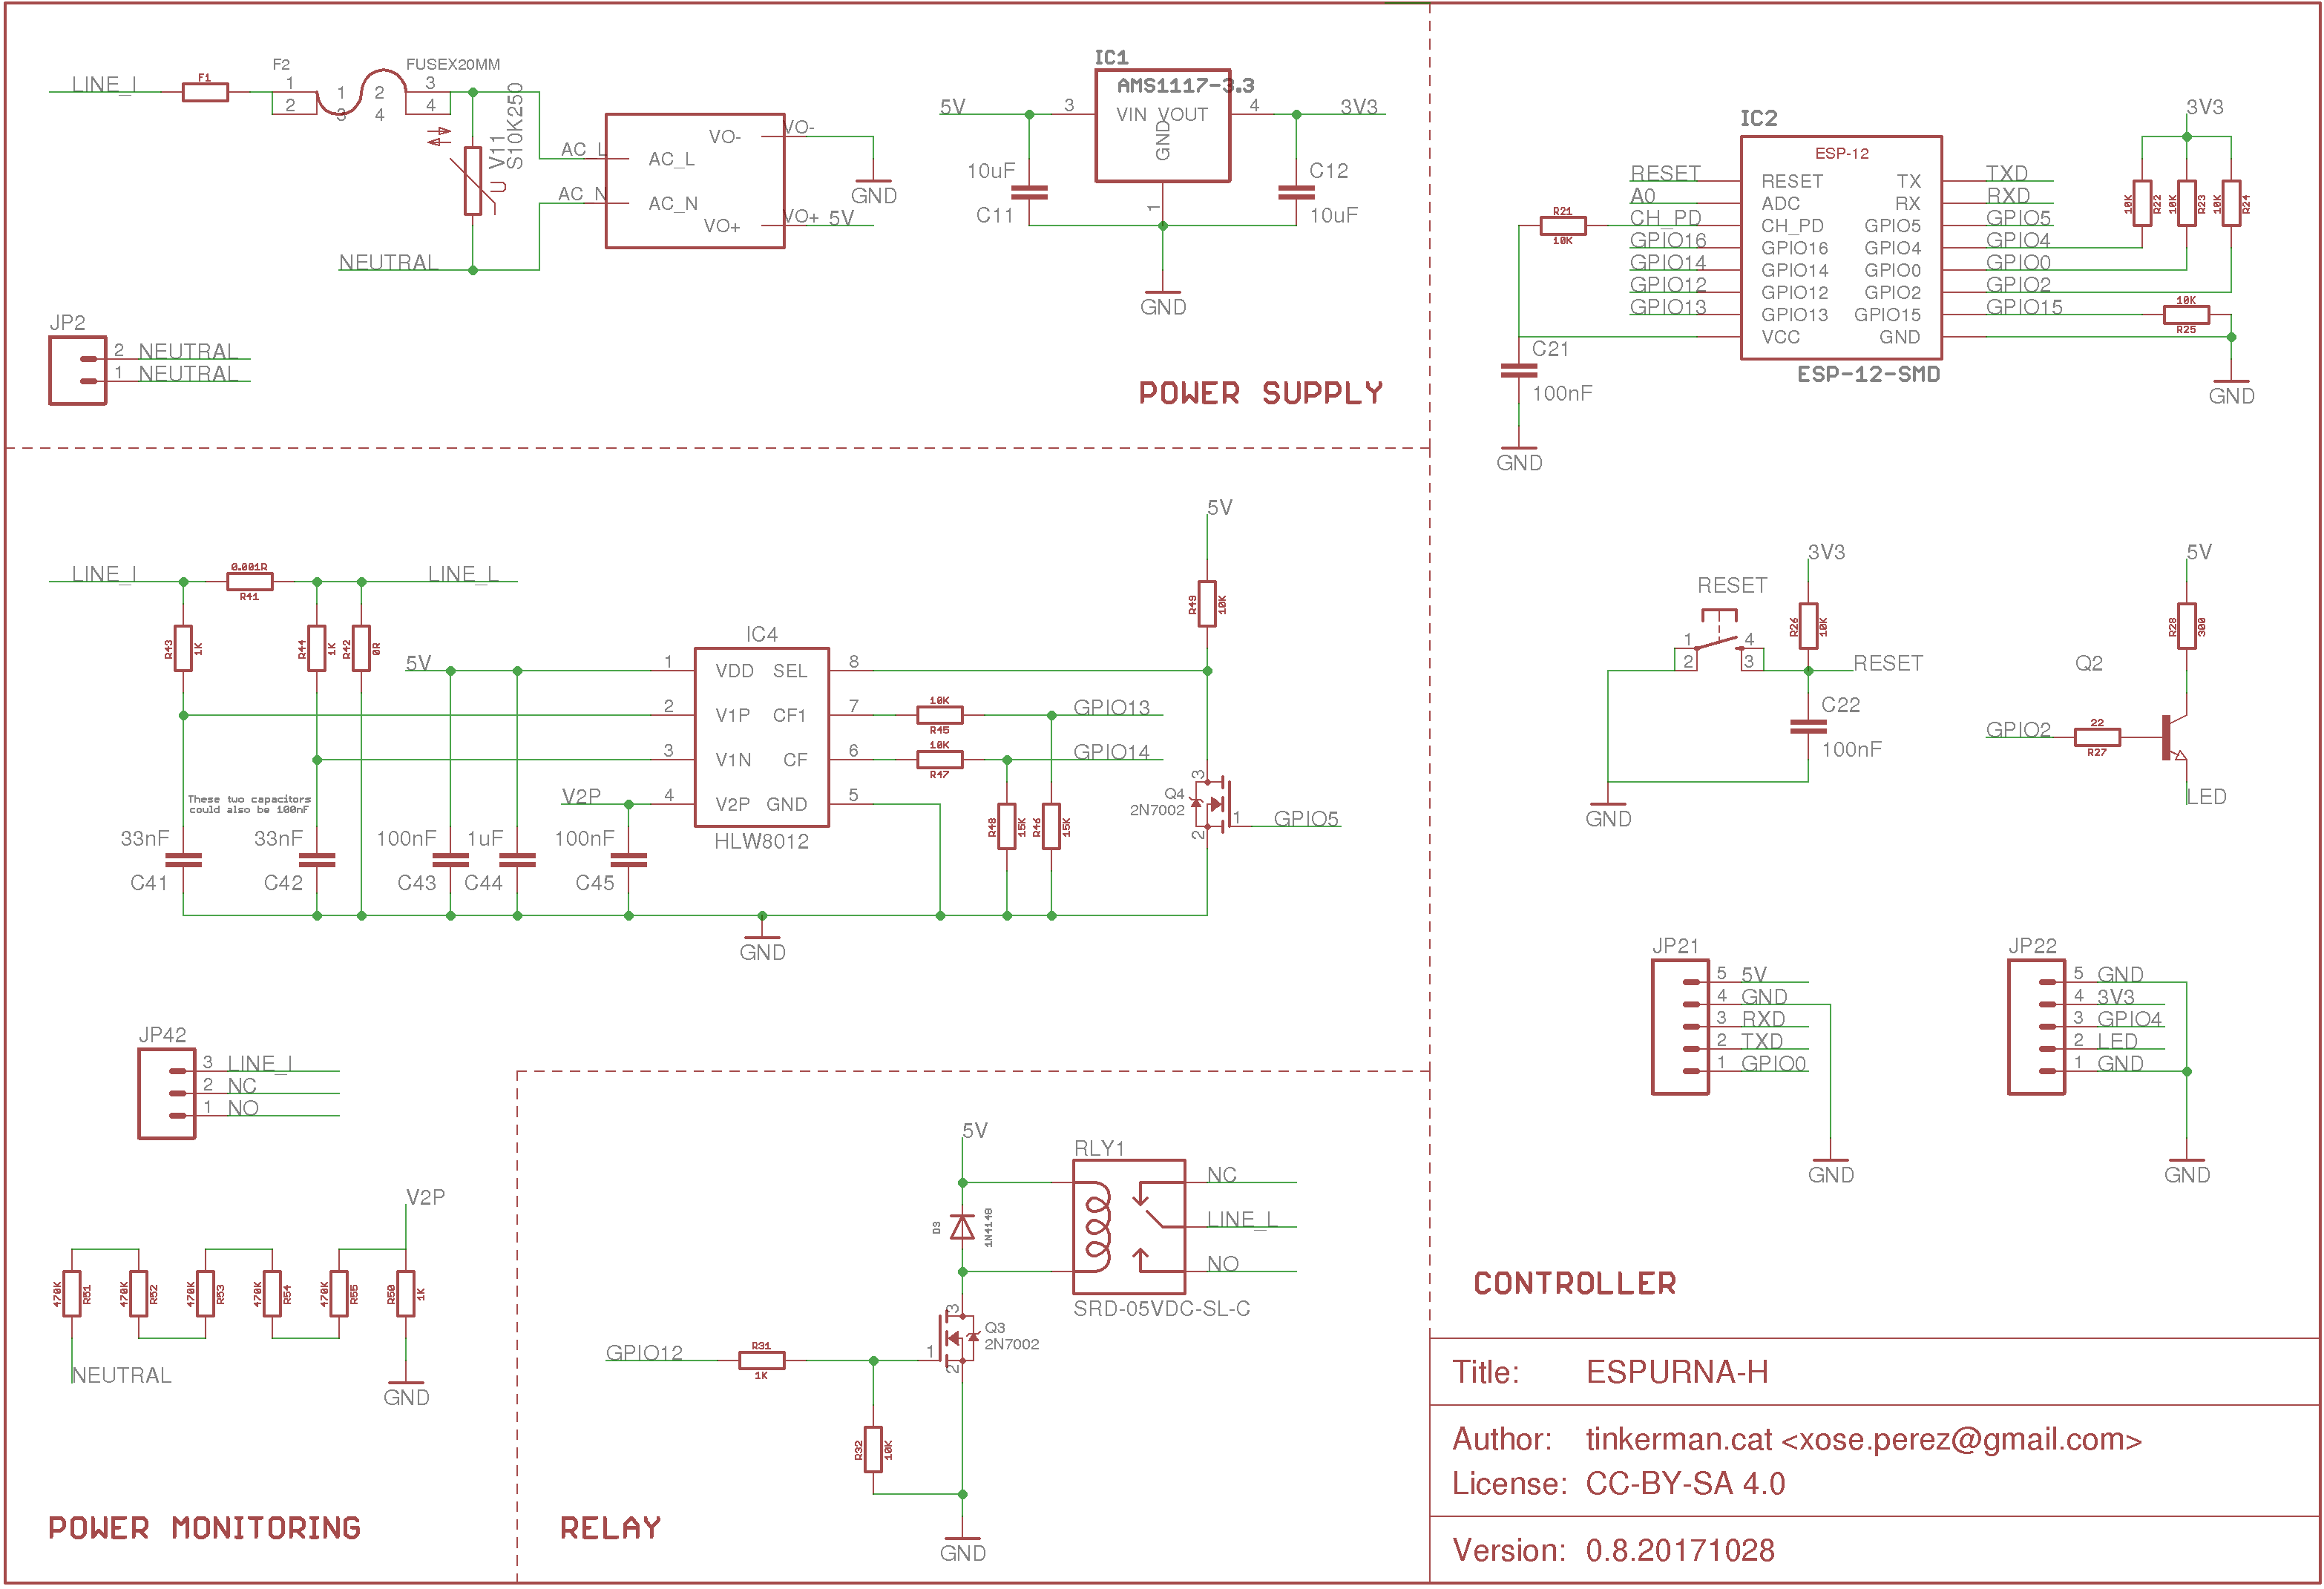 LINE_I
F1
F2
FUSEX20MM
1
2
1
2
3
4
3
4
V11
S10K250
U
AC_L
AC_N
AC_L
AC_N
VO-
VO+
VO-
VO+ 5V
GND
NEUTRAL
JP2
2 NEUTRAL
1 NEUTRAL
IC1
AMS1117-3.3
5V
3
VIN VOUT
GND
4
3V3
1
10uF
C11
C12
10uF
GND
POWER SUPPLY
IC2
ESP-12
RESET
A0
CH_PD
GPIO16
GPIO14
GPIO12
GPIO13
RESET TX
ADC RX
CH_PD GPIO5
GPIO16 GPIO4
GPIO14 GPIO0
GPIO12 GPIO2
GPIO13 GPIO15
VCC GND
TXD
RXD
GPIO5
GPIO4
GPIO0
GPIO2
GPIO15
ESP-12-SMD
R21
10K
C21
100nF
GND
3V3
10K
R22
10K
R23
10K
R24
10K
R25
GND
LINE_I
0.001R
R41
LINE_L
R43
1K
R44
1K
R42
0R
5V
IC4
1
2
3
4
VDD SEL
V1P CF1
V1N CF
V2P GND
8
7
6
5
HLW8012
V2P
These two capacitors
could also be 100nF
33nF
C41
33nF
C42
100nF
C43
1uF
C44
100nF
C45
GND
10K
R45
10K
R47
GPIO13
GPIO14
R48
15K
R46
15K
5V
R49
10K
Q4
2N7002
3
2
1
GPIO5
RESET
1
2
4
3
3V3
R26
10K
RESET
C22
100nF
GND
5V
R28
300
Q2
GPIO2
22
R27
LED
JP42
3 LINE_I
2 NC
1 NO
V2P
470K
R51
470K
R52
470K
R53
470K
R54
470K
R55
R50
1K
NEUTRAL
GND
POWER MONITORING
5V
D3
1N4148
RLY1
NC
LINE_L
NO
SRD-05VDC-SL-C
GPIO12
R31
1K
R32
10K
Q3
2N7002
3
1
2
GND
RELAY
JP21
5 5V
4 GND
3 RXD
2 TXD
1 GPIO0
GND
JP22
5 GND
4 3V3
3 GPIO4
2 LED
1 GND
GND
CONTROLLER
Title: ESPURNA-H
Author: tinkerman.cat <xose.perez@gmail.com>
License: CC-BY-SA 4.0
Version: 0.8.20171028